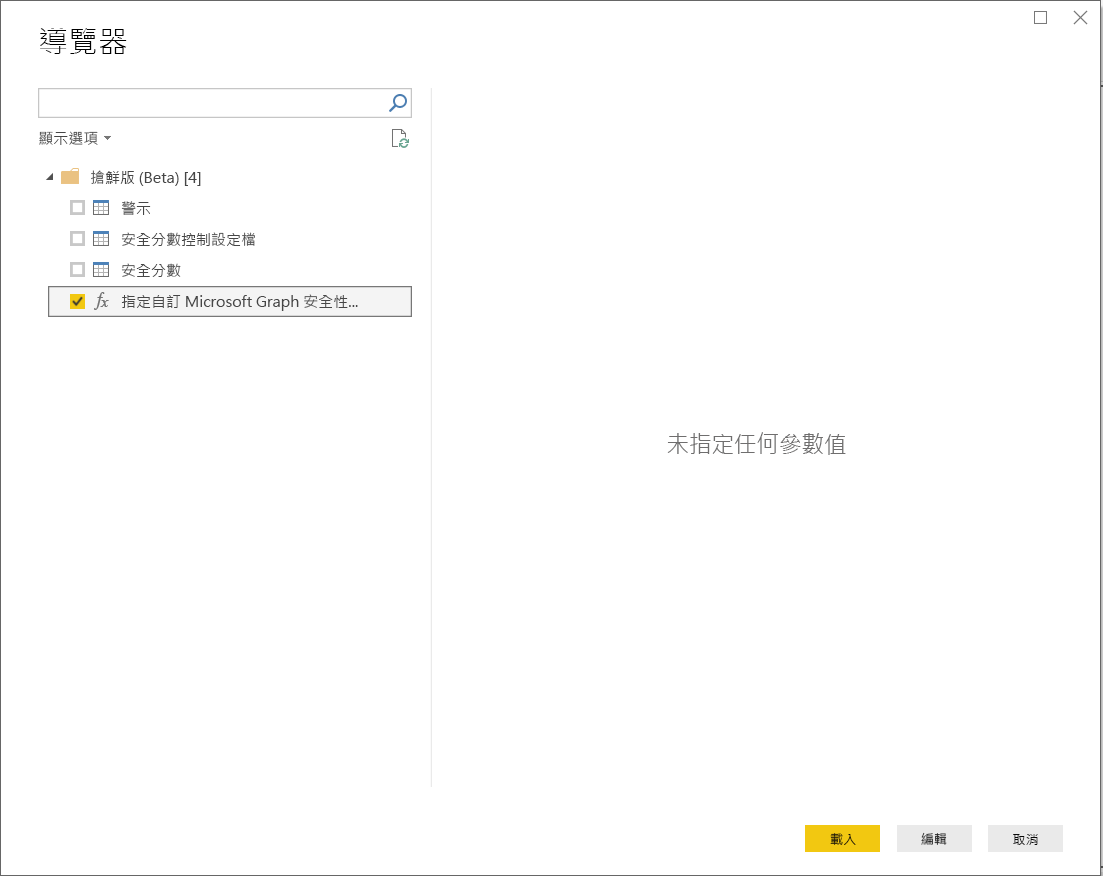 導覽器
顯示選項
搶鮮版 (Beta) [4]
警示
安全分數控制設定檔
安全分數
fx 指定自訂 Microsoft Graph 安全性...
未指定任何參數值
載入 編輯 取消